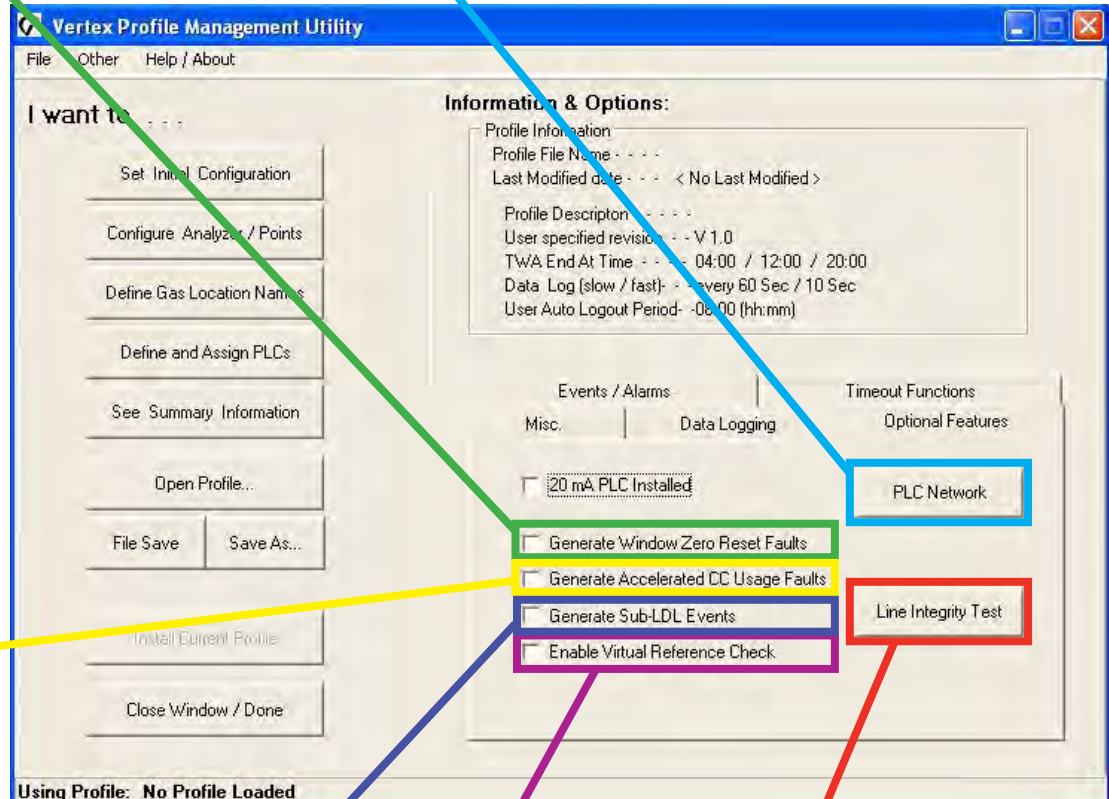 Vertex Profile Management Utility
File Other Help / About
I want to . . .
Set Initial Configuration
Configure Analyzer / Points
Define Gas Location Names
Define and Assign PLCs
See Summary Information
Open Profile...
File Save Save As...
Install Current Profile
Close Window / Done
Information & Options:
Profile Information
Profile File Name - - - -
Last Modified date - - - < No Last Modified >
Profile Descripton - - - - -
User specified revision - - V 1.0
TWA End At Time - - - - 04:00 / 12:00 / 20:00
Data Log (slow / fast)- - -every 60 Sec / 10 Sec
User Auto Logout Period- -08:00 (hh:mm)
Events / Alarms Timeout Functions
Misc. Data Logging Optional Features
20 mA PLC Installed
PLC Network
Generate Window Zero Reset Faults
Generate Accelerated CC Usage Faults
Generate Sub-LDL Events
Line Integrity Test
Enable Virtual Reference Check
Using Profile: No Profile Loaded